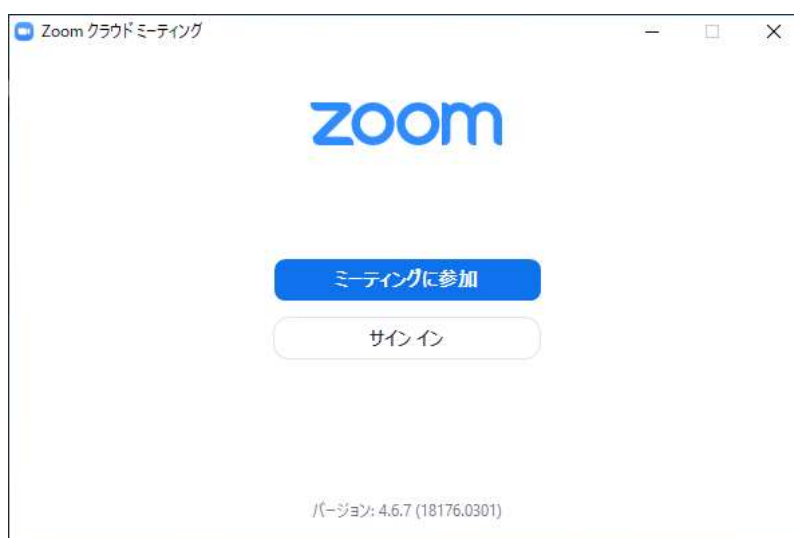 Zoom クラウド ミーティング
zoom
ミーティングに参加
サイン イン
バージョン: 4.6.7 (18176.0301)